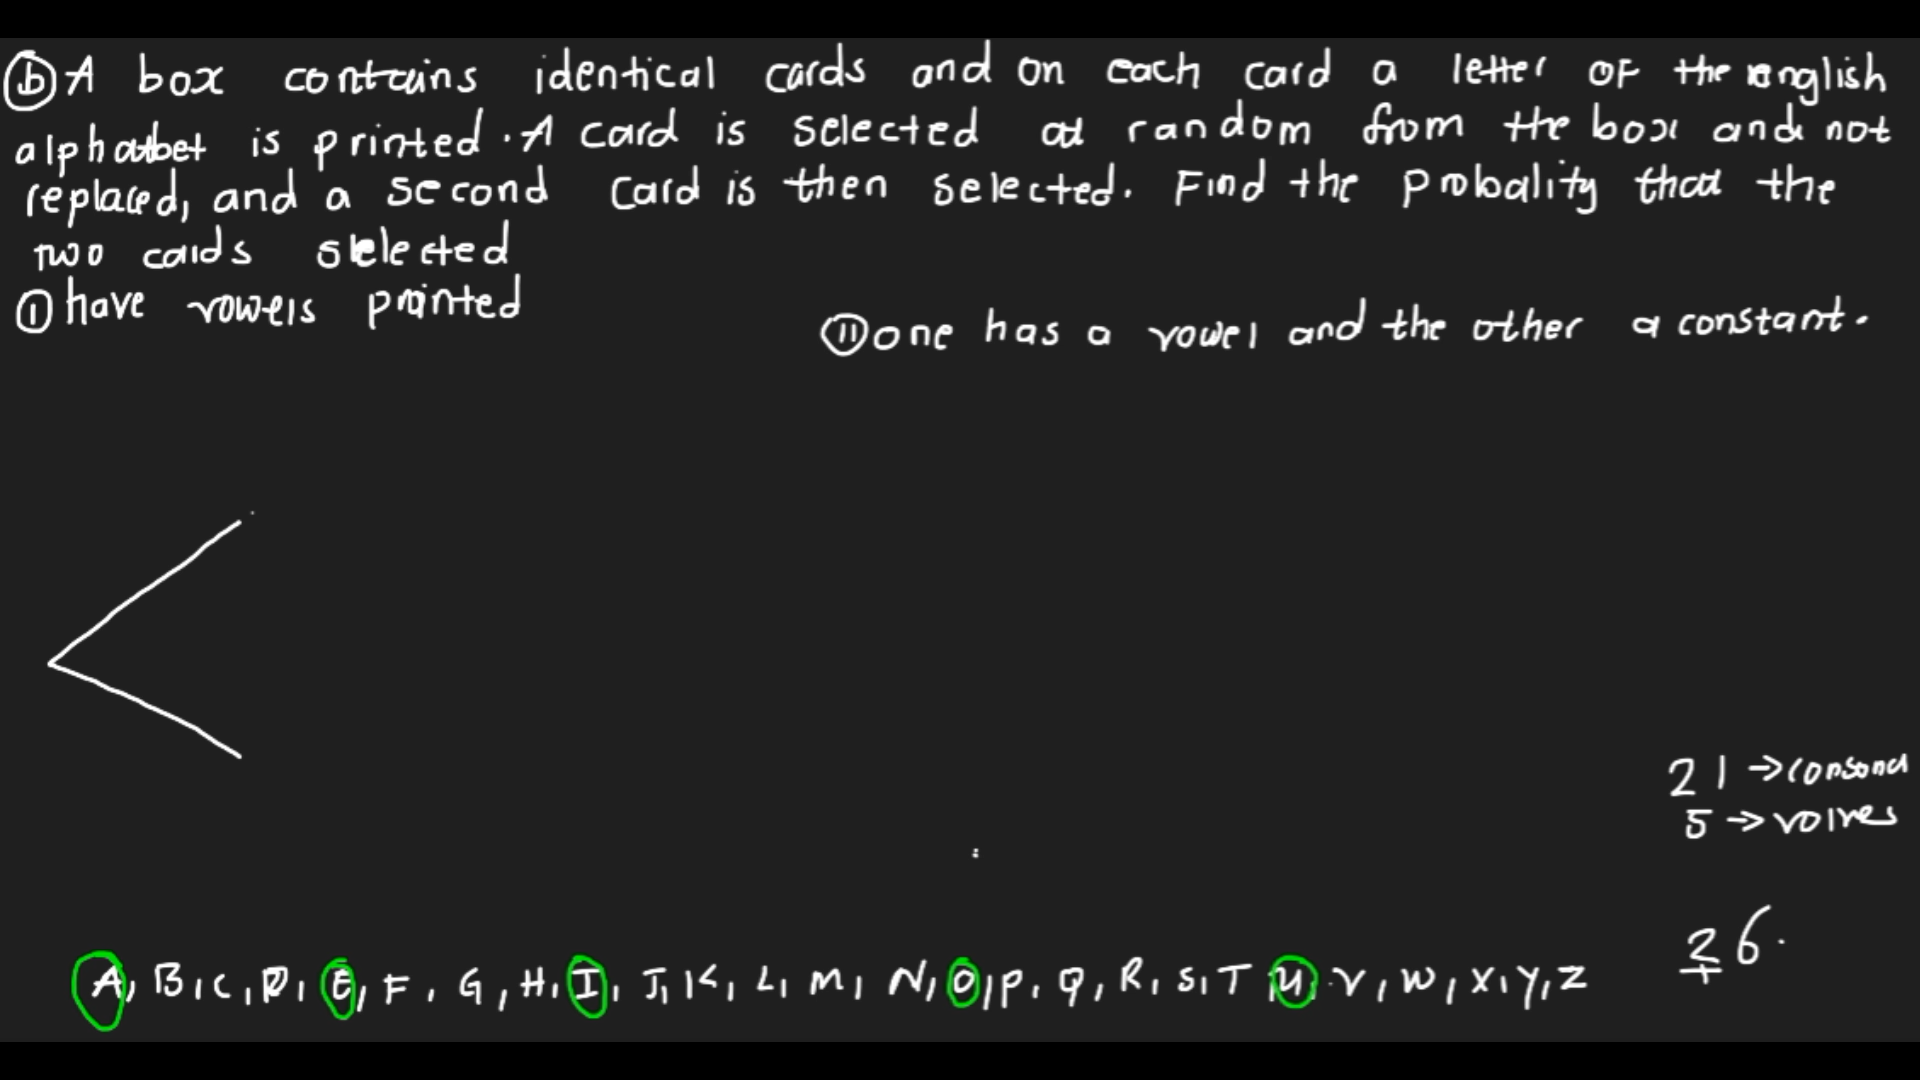 b A box contains identical cards and on each card a letter of the english
alphabet is printed. A card is selected at random from the box and not
replaced, and a second card is then selected. Find the probality that the
two cards selected
i have vowels printed
ii one has a vowel and the other a constant.
21 → consona
5 →
26.
A, B, C, D, E, F, G, H, I, J, K, L, M, N, O, P, Q, R, S, T U, V, W, X, Y, Z